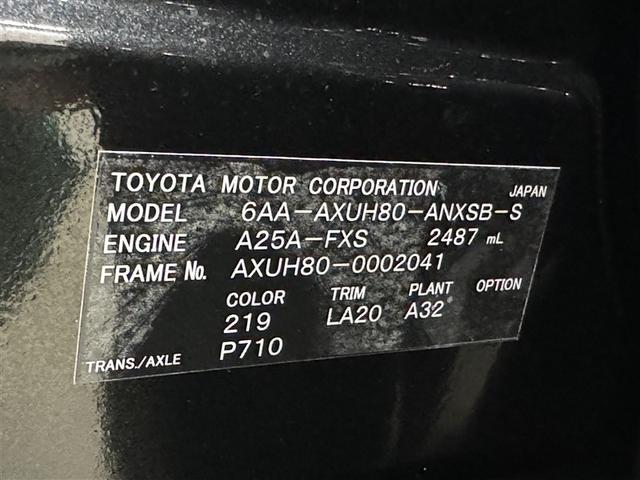 TOYOTA MOTOR CORPORATION JAPAN
MODEL 6AA-AXUH80-ANXSB-S
ENGINE A25A-FXS 2487 mL
FRAME No. AXUH80-0002041
COLOR TRIM PLANT OPTION
219 LA20 A32
TRANS./AXLE P710